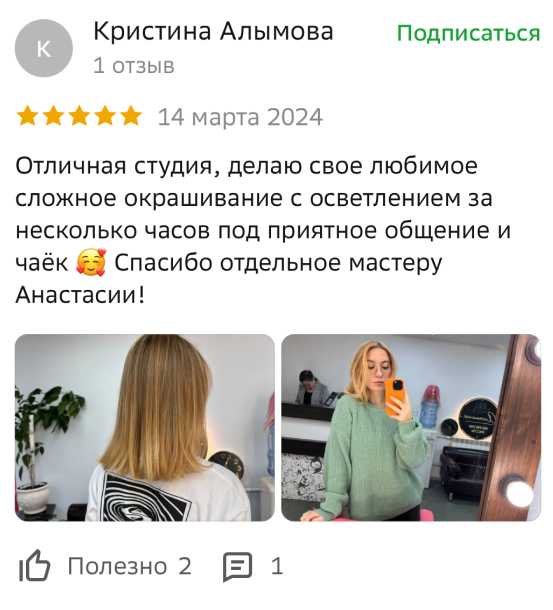 К
Кристина Алымова
Подписаться
1 отзыв
14 марта 2024
Отличная студия, делаю свое любимое
сложное окрашивание с осветлением за
несколько часов под приятное общение и
чаёк 🥰 Спасибо отдельное мастеру
Анастасии!
Полезно 2
1